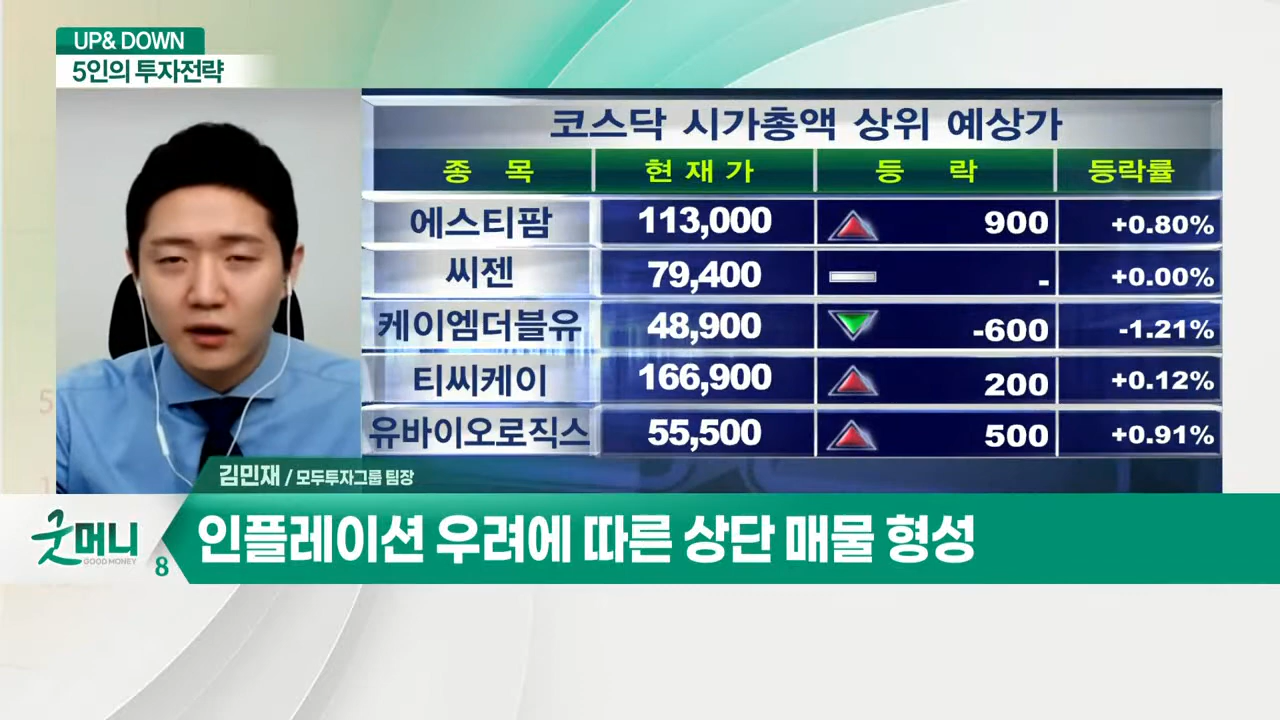 UP& DOWN
5인의 투자전략
코스닥 시가총액 상위 예상가
종 목 현 재 가 등 락 등락률
에스티팜 113,000 900 +0.80%
씨젠 79,400 - +0.00%
케이엠더블유 48,900 -600 -1.21%
티씨케이 166,900 200 +0.12%
유바이오로직스 55,500 500 +0.91%
김민재 / 모두투자그룹 팀장
굿머니
GOOD MONEY
8
인플레이션 우려에 따른 상단 매물 형성